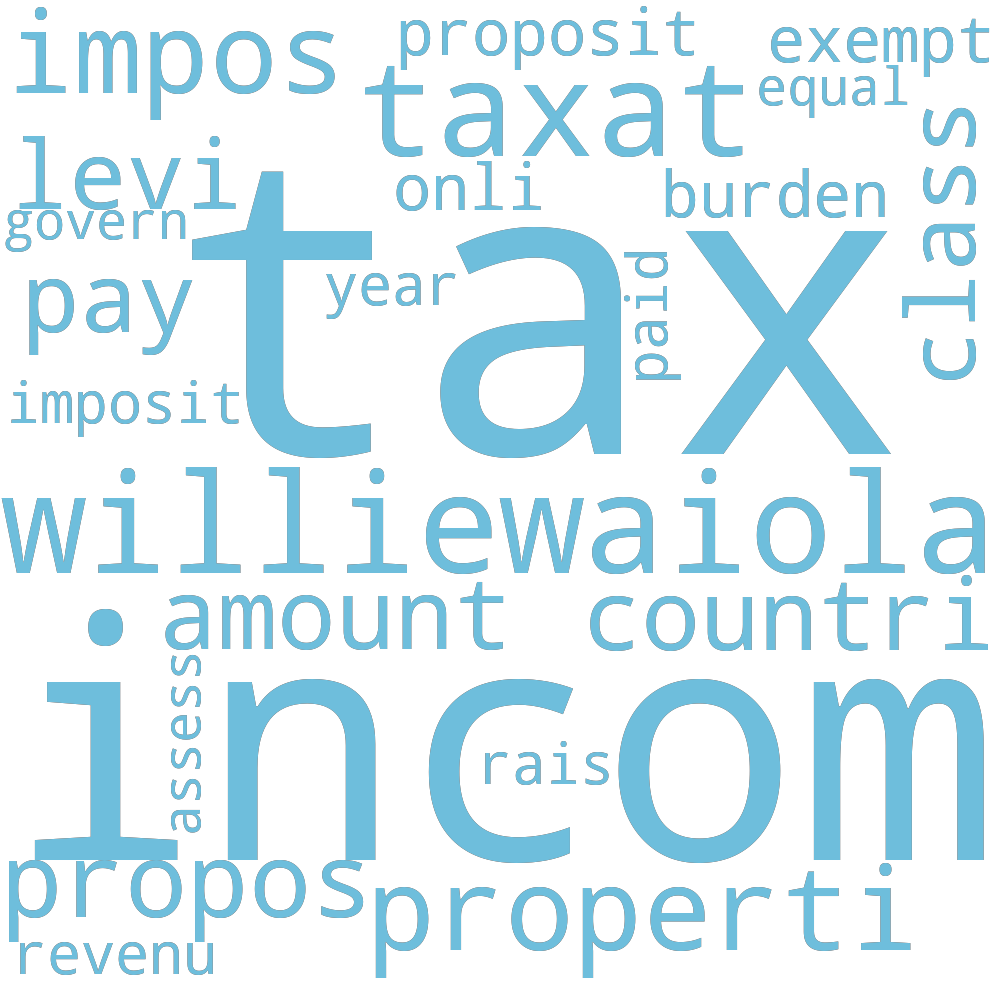 impos
proposit
exempt
taxat
equal
class
levi
onli
burden
govern
tax
pay
year
paid
imposit
williewaiola
amount
countri
incom
assess
rais
propos
properti
revenu